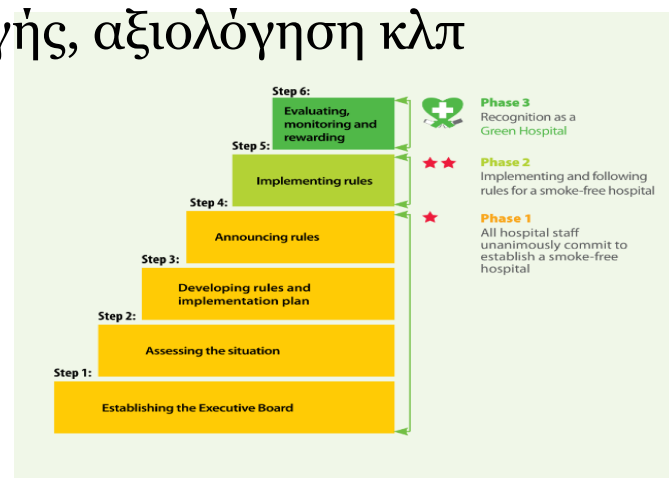 αξιολόγηση κλπ
Step 6:
Evaluating,
monitoring and
rewarding
Step 5:
Implementing rules
Step 4:
Announcing rules
Step 3:
Developing rules and
implementation plan
Step 2:
Assessing the situation
Step 1:
Establishing the Executive Board
Phase 3
Recognition as a
Green Hospital
Phase 2
Implementing and following
rules for a smoke-free hospital
Phase 1
All hospital staff
unanimously commit to
establish a smoke-free
hospital